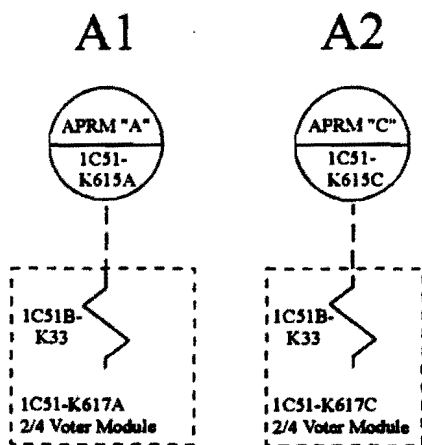 A1
APRM "A"
1C51-
K615A
1C51B-
K33
1C51-K617A
2/4 Voter Module
A2
APRM "C"
1C51-
K615C
1C51B-
K33
1C51-K617C
2/4 Voter Module